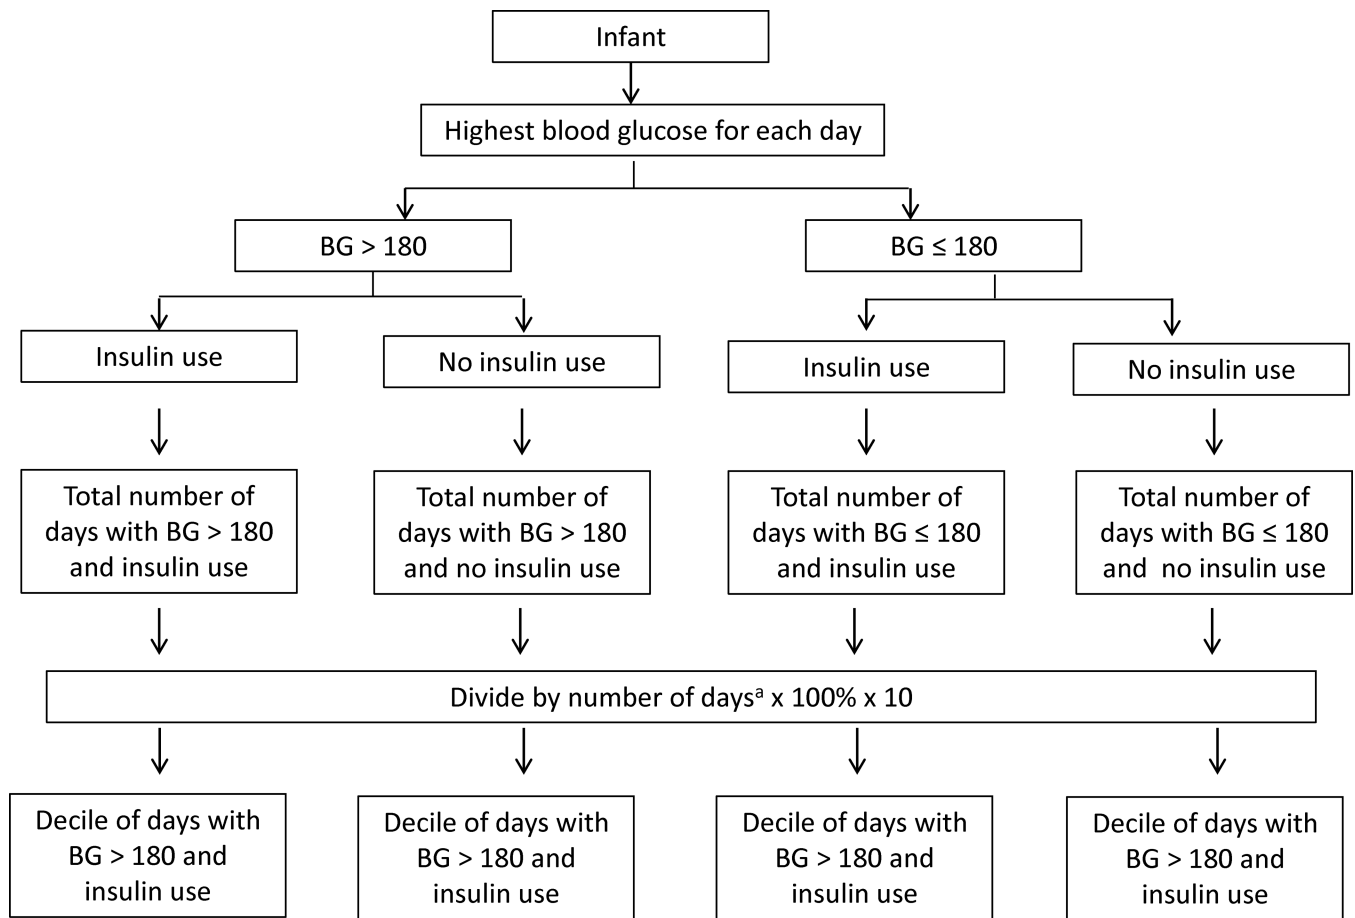 Infant
Highest blood glucose for each day
BG > 180
BG ≤ 180
Insulin use
No insulin use
Insulin use
No insulin use
Total number of
days with BG > 180
and insulin use
Total number of
days with BG > 180
and no insulin use
Total number of
days with BG ≤ 180
and insulin use
Total number of
days with BG ≤ 180
and  no insulin use
Divide by number of daysᵃ x 100% x 10
Decile of days with
BG > 180 and
insulin use
Decile of days with
BG > 180 and
insulin use
Decile of days with
BG > 180 and
insulin use
Decile of days with
BG > 180 and
insulin use